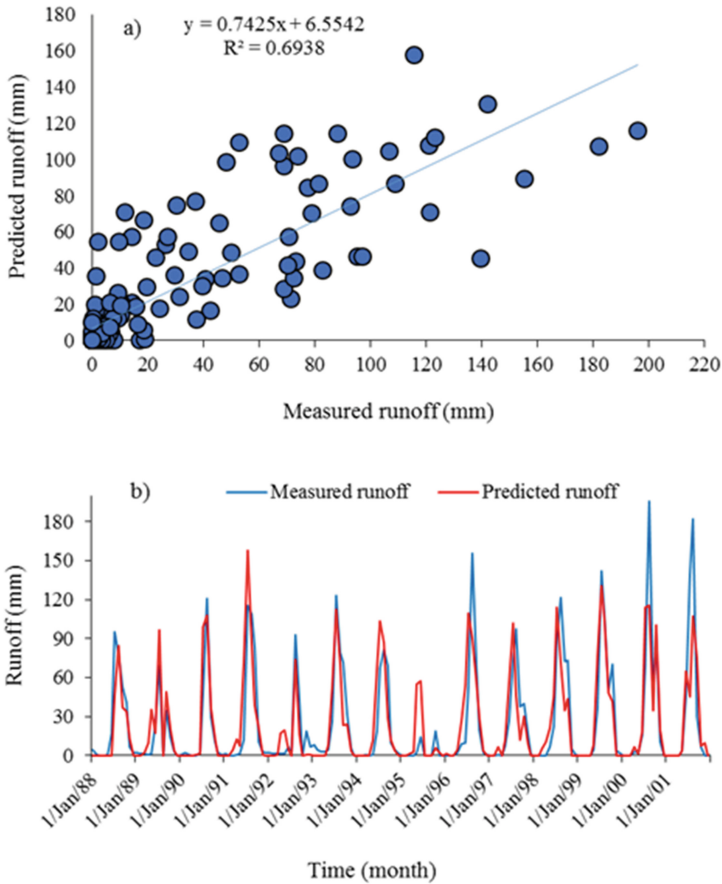 a)
y = 0.7425x + 6.5542
R² = 0.6938
180
160
140
120
100
80
60
40
20
0
Predicted runoff (mm)
0 20 40 60 80 100 120 140 160 180 200 220
Measured runoff (mm)
b)
Measured runoff Predicted runoff
180
150
120
90
60
30
0
Runoff (mm)
1/Jan/88 1/Jan/89 1/Jan/90 1/Jan/91 1/Jan/92 1/Jan/93 1/Jan/94 1/Jan/95 1/Jan/96 1/Jan/97 1/Jan/98 1/Jan/99 1/Jan/00 1/Jan/01
Time (month)